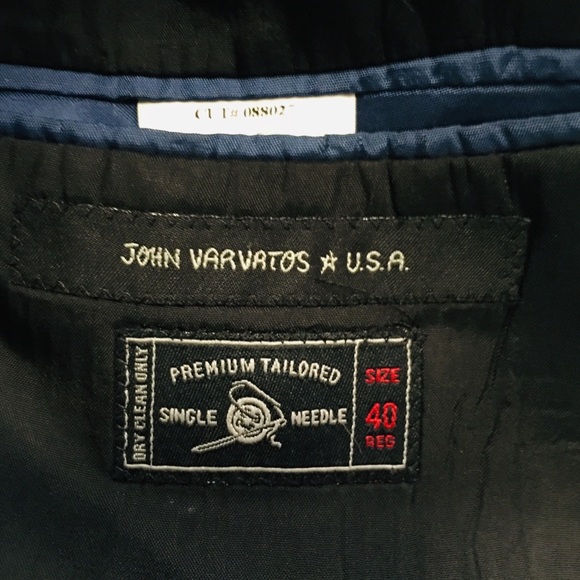 CUT# 08802
JOHN VARVATOS ☆ U.S.A.
DRY CLEAN ONLY
PREMIUM TAILORED
SINGLE NEEDLE
SIZE
40
REG